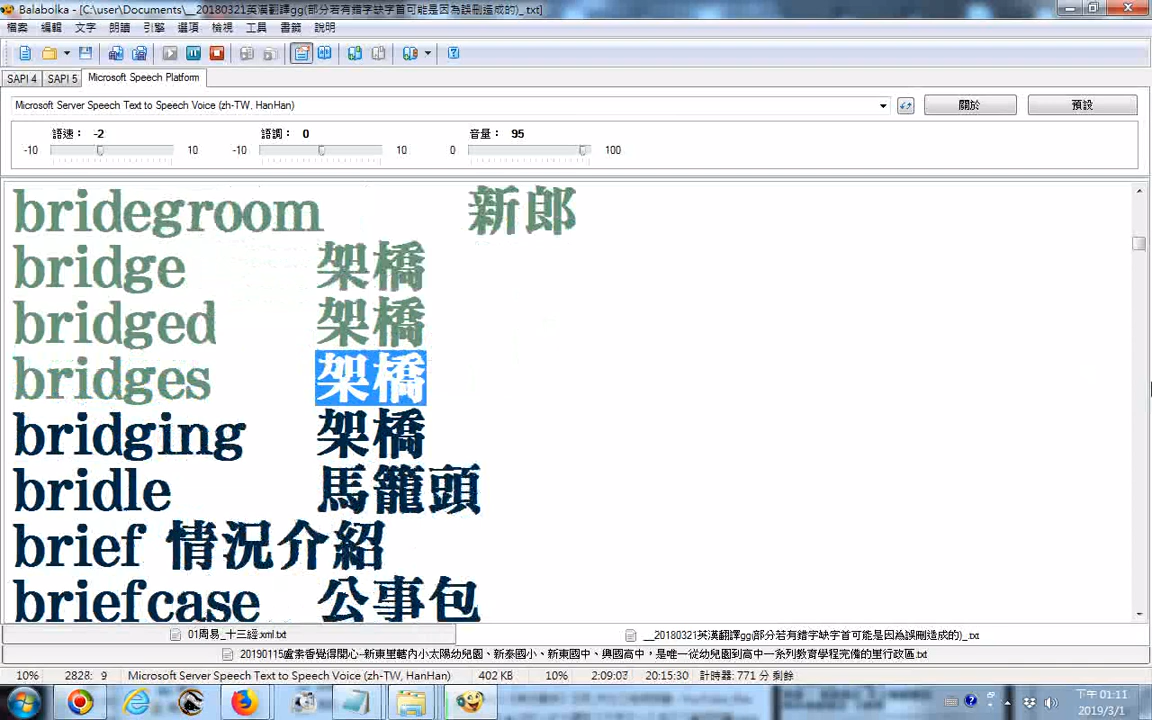 Balabolka - [C:\user\Documents\__20180321英漢翻譯gg(部分若有錯字缺字首可能是因為誤刪造成的)_.txt]
檔案 編輯 文字 朗讀 引擎 選項 檢視 工具 書籤 說明
SAPI 4 SAPI 5 Microsoft Speech Platform
Microsoft Server Speech Text to Speech Voice (zh-TW, HanHan) 關於 預設
語速： -2 語調： 0 音量： 95
-10 10 -10 10 0 100
bridegroom 新郎
bridge 架橋
bridged 架橋
bridges 架橋
bridging 架橋
bridle 馬籠頭
brief 情況介紹
briefcase 公事包
01周易_十三經.xml.txt __20180321英漢翻譯gg(部分若有錯字缺字首可能是因為誤刪造成的)_.txt
20190115盧素香覺得開心--新東里轄內小太陽幼兒園、新泰國小、新東國中、興國高中，是唯一從幼兒園到高中一系列教育學程完備的里行政區.txt
10% 2828: 9 Microsoft Server Speech Text to Speech Voice (zh-TW, HanHan) 402 KB 10% 2:09:03 20:15:30 計時器: 771 分 剩餘
下午 01:11
2019/3/1